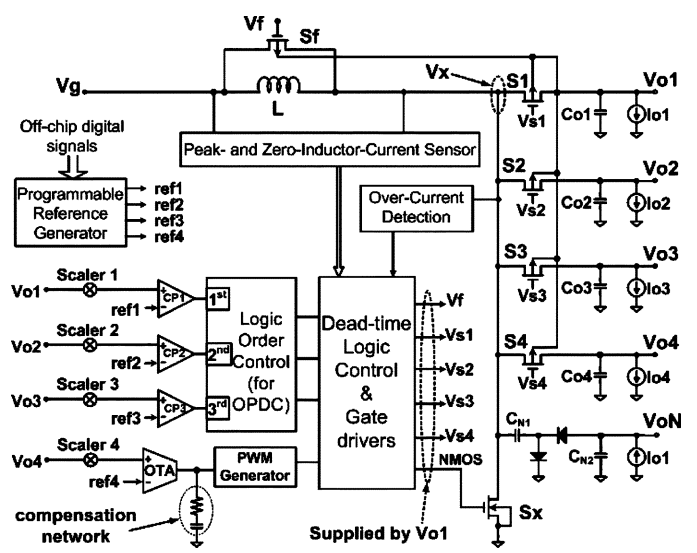 Vf
Sf
Vg
L
Vx
S1
Vs1
Vo1
Co1
Io1
Off-chip digital
signals
Peak- and Zero-Inductor-Current Sensor
Programmable
Reference
Generator
ref1
ref2
ref3
ref4
Over-Current
Detection
S2
Vs2
Vo2
Co2
Io2
S3
Vs3
Vo3
Co3
Io3
S4
Vs4
Vo4
Co4
Io4
Vo1
Scaler 1
ref1
CP1
1st
Vo2
Scaler 2
ref2
CP2
2nd
Vo3
Scaler 3
ref3
CP3
3rd
Logic
Order
Control
(for
OPDC)
Dead-time
Logic
Control
&
Gate
drivers
Vf
Vs1
Vs2
Vs3
Vs4
NMOS
Vo4
Scaler 4
ref4
OTA
PWM
Generator
compensation
network
Supplied by Vo1
Sx
CN1
CN2
VoN
Io1